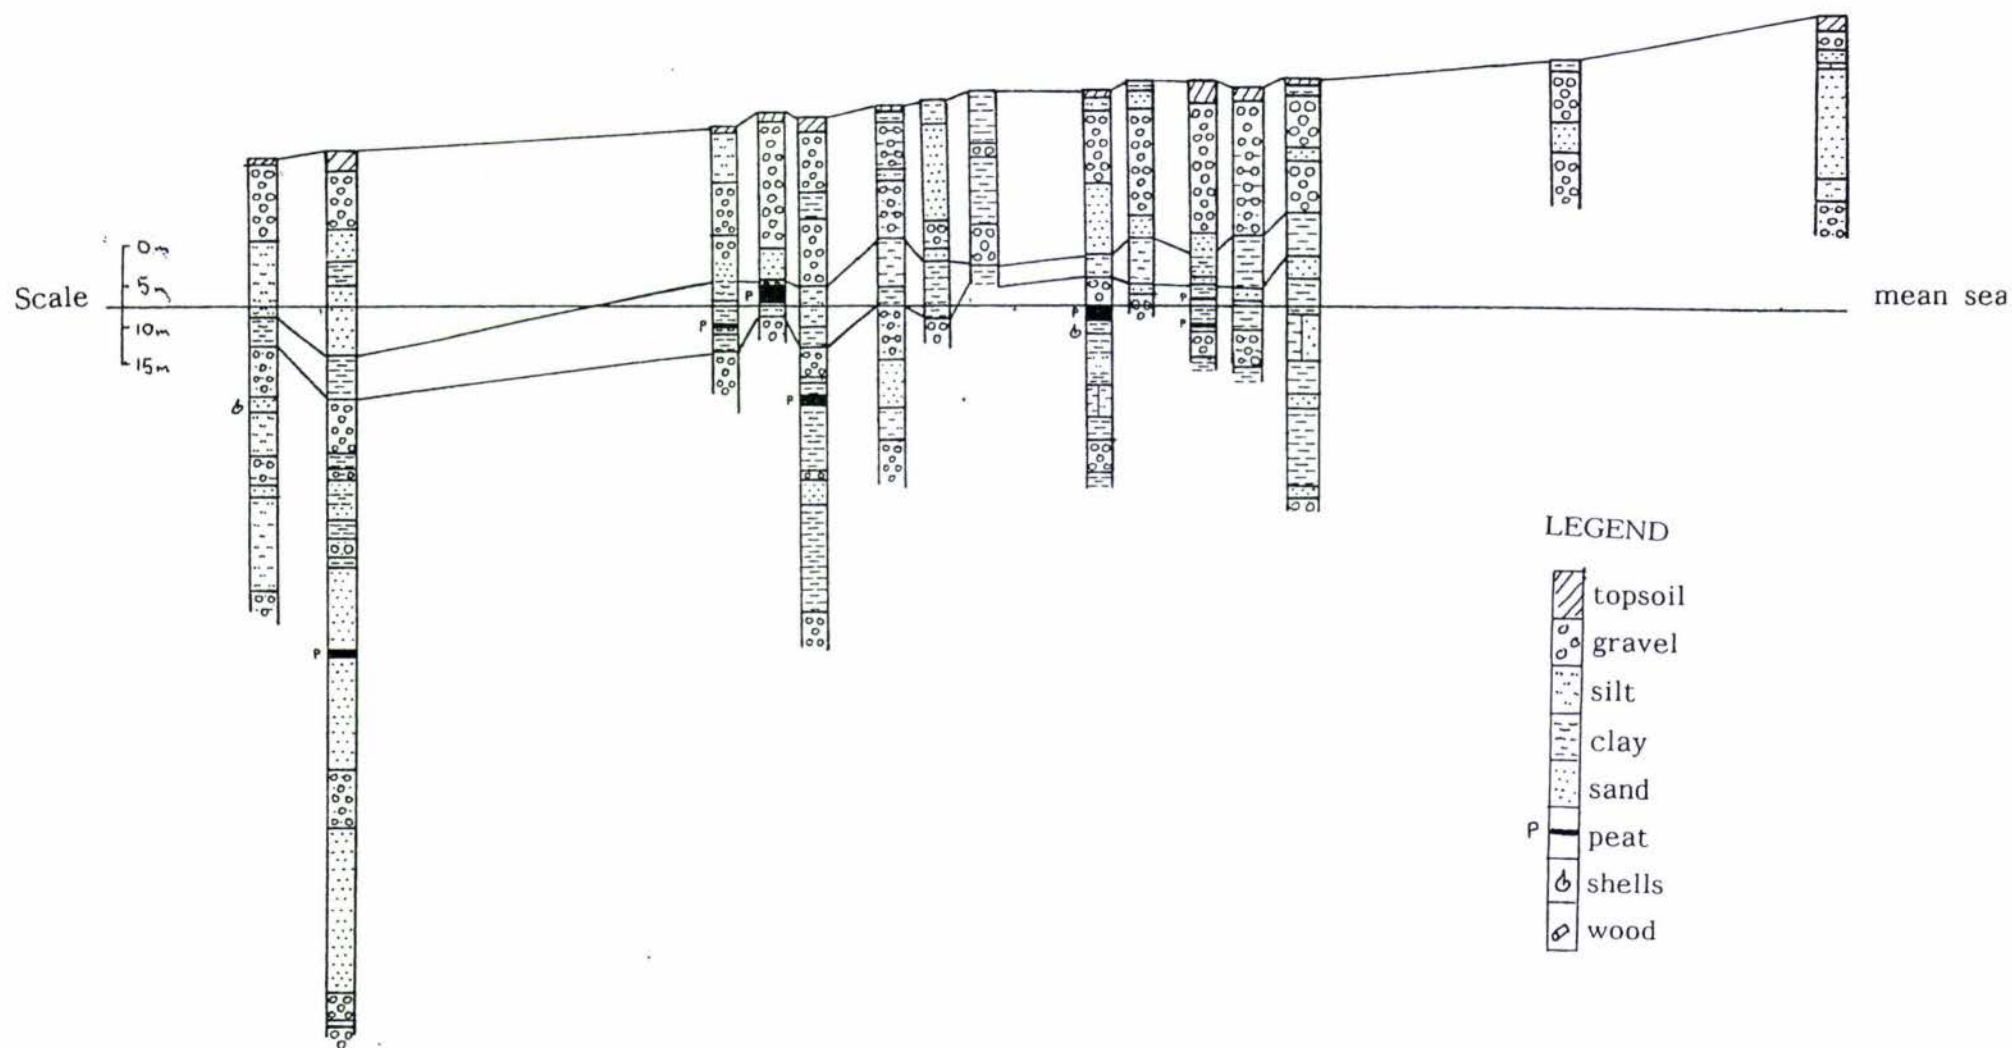 Scale
0m
5m
10m
15m
mean sea
P
P
P
P
P
P
P
LEGEND
topsoil
gravel
silt
clay
sand
P peat
shells
wood